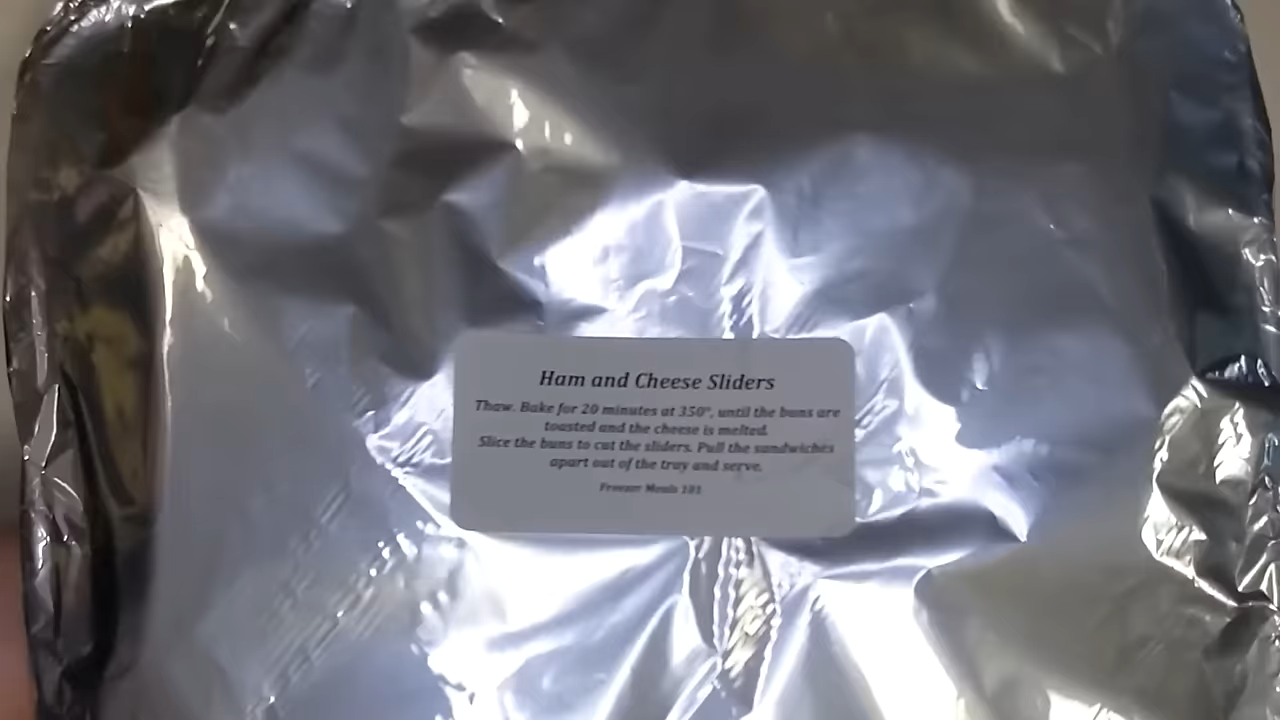 Ham and Cheese Sliders
Thaw. Bake for 20 minutes at 350°, until the buns are
toasted and the cheese is melted.
Slice the buns to cut the sliders. Pull the sandwiches
apart out of the tray and serve.
Freezer Meals 101